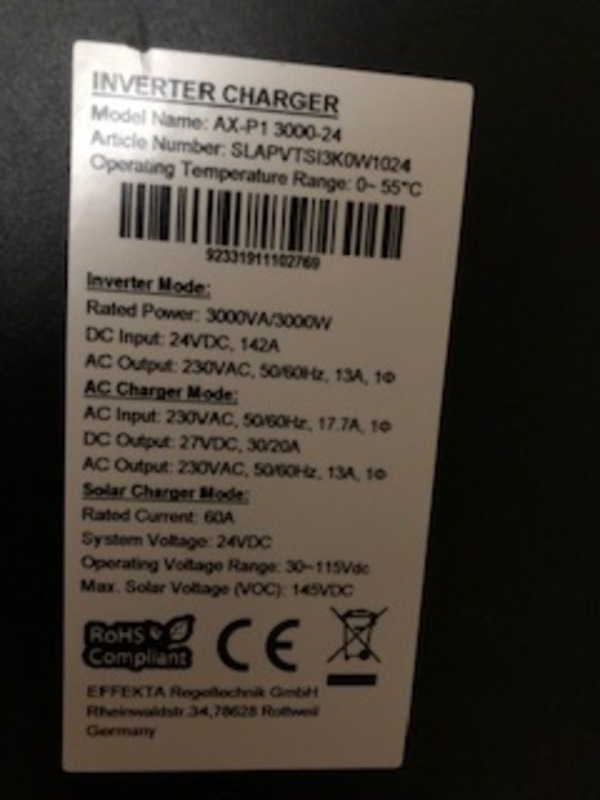 INVERTER CHARGER
Model Name: AX-P1 3000-24
Article Number: SLAPVTSI3K0W1024
Operating Temperature Range: 0~ 55°C
92331911102769
Inverter Mode:
Rated Power: 3000VA/3000W
DC Input: 24VDC, 142A
AC Output: 230VAC, 50/60Hz, 13A, 1Φ
AC Charger Mode:
AC Input: 230VAC, 50/60Hz, 17.7A, 1Φ
DC Output: 27VDC, 30/20A
AC Output: 230VAC, 50/60Hz, 13A, 1Φ
Solar Charger Mode:
Rated Current: 60A
System Voltage: 24VDC
Operating Voltage Range: 30~115Vdc
Max. Solar Voltage (VOC): 145VDC
RoHS
Compliant
CE
EFFEKTA Regeltechnik GmbH
Rheinwaldstr.34,78628 Rottweil
Germany